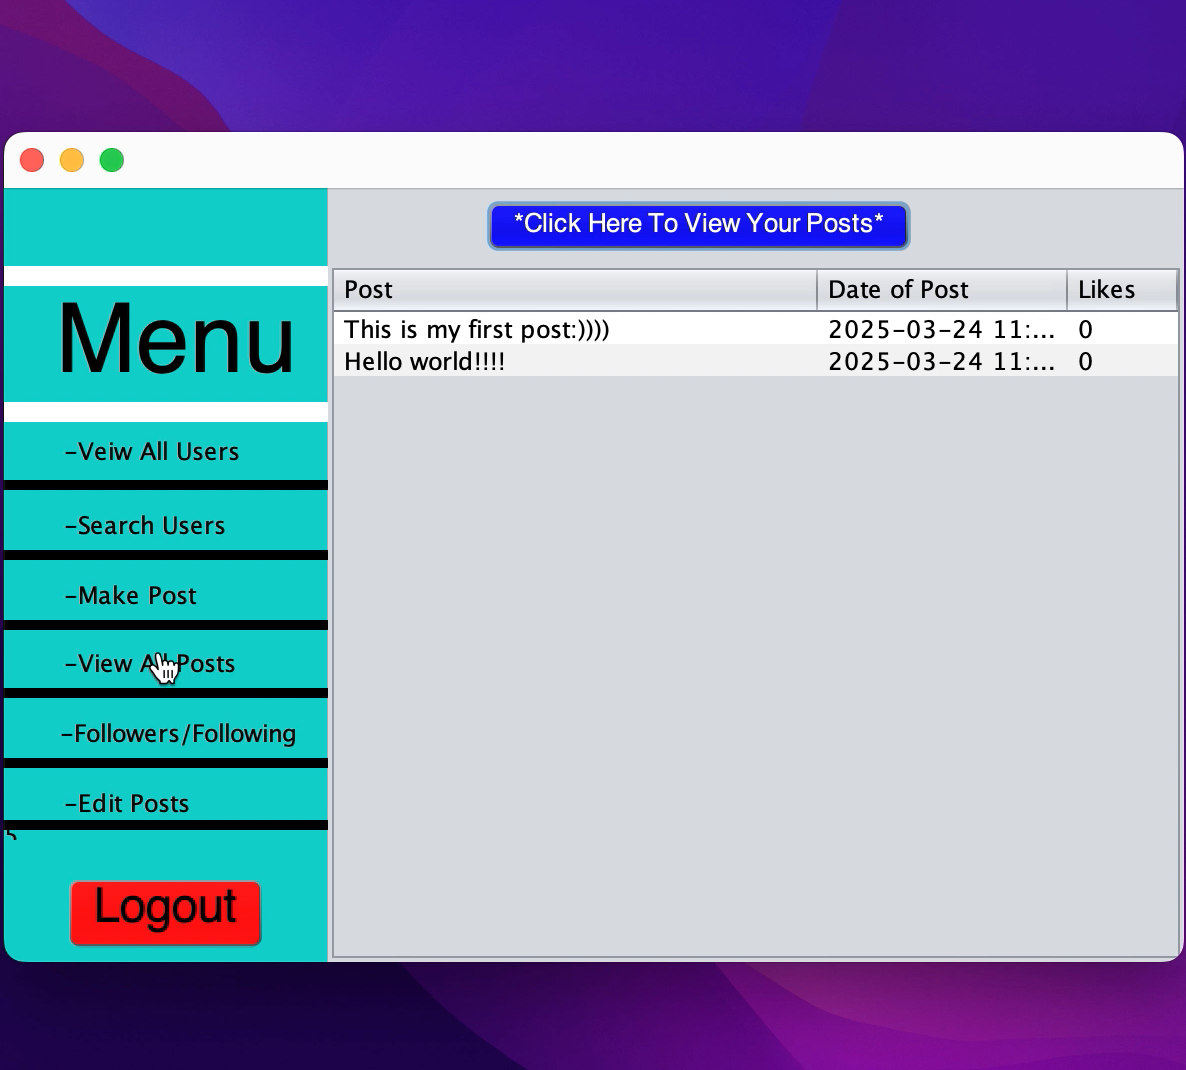 *Click Here To View Your Posts*
Menu
-Veiw All Users
-Search Users
-Make Post
-View All Posts
-Followers/Following
-Edit Posts
Logout
Post Date of Post Likes
This is my first post:)))) 2025-03-24 11:... 0
Hello world!!!! 2025-03-24 11:... 0